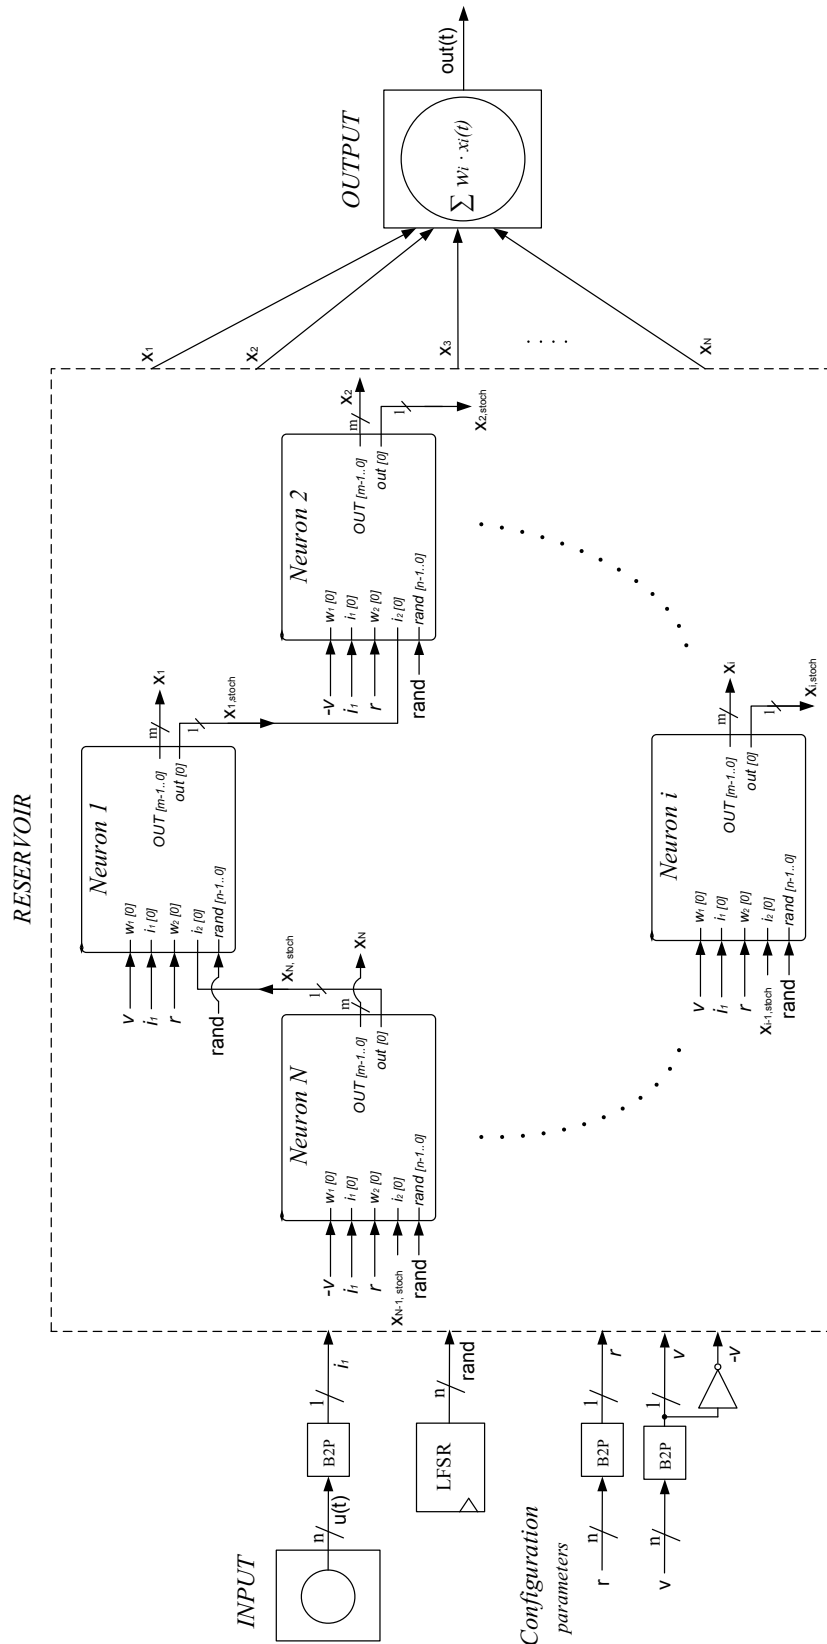 RESERVOIR
INPUT
n
u(t)
B2P
1
i1
LFSR
n
rand
Configuration
parameters
r
n
B2P
1
r
v
n
B2P
1
v
-v
Neuron N
-v
i1
r
xN-1, stoch
rand
w1 [0]
i1 [0]
w2 [0]
i2 [0]
rand [n-1..0]
OUT [m-1..0]
out [0]
m
xN
1
xN, stoch
Neuron 1
v
i1
r
rand
w1 [0]
i1 [0]
w2 [0]
i2 [0]
rand [n-1..0]
OUT [m-1..0]
out [0]
m
x1
1
x1,stoch
Neuron 2
-v
i1
r
rand
w1 [0]
i1 [0]
w2 [0]
i2 [0]
rand [n-1..0]
OUT [m-1..0]
out [0]
m
x2
1
x2,stoch
Neuron i
v
i1
r
xi-1,stoch
rand
w1 [0]
i1 [0]
w2 [0]
i2 [0]
rand [n-1..0]
OUT [m-1..0]
out [0]
m
xi
1
xi,stoch
x1
x2
x3
. . . .
xN
OUTPUT
∑ wi · xi(t)
out(t)